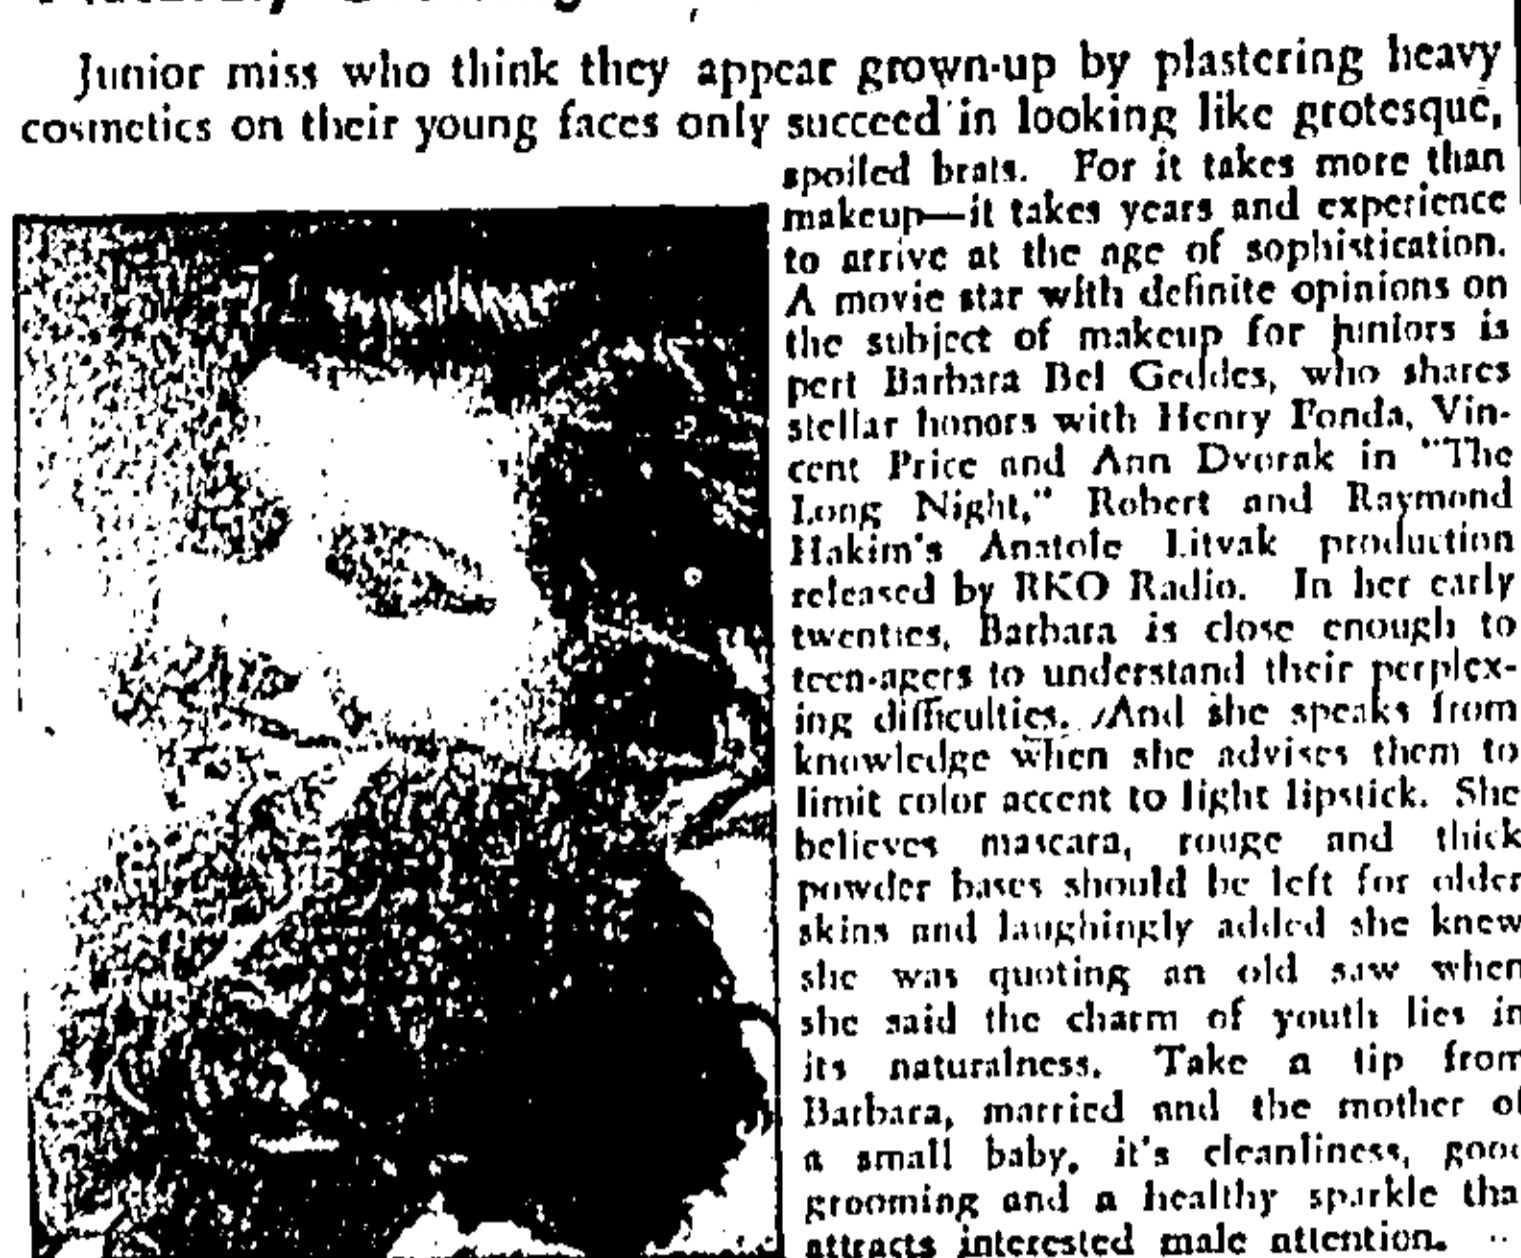 Junior miss who think they appear grown-up by plastering heavy
cosmetics on their young faces only succeed in looking like grotesque,
spoiled brats. For it takes more than
makeup—it takes years and experience
to arrive at the age of sophistication.
A movie star with definite opinions on
the subject of makeup for juniors is
pert Barbara Bel Geddes, who shares
stellar honors with Henry Fonda, Vin-
cent Price and Ann Dvorak in "The
Long Night," Robert and Raymond
Hakim's Anatole Litvak production
released by RKO Radio. In her early
twenties, Barbara is close enough to
teen-agers to understand their perplex-
ing difficulties. And she speaks from
knowledge when she advises them to
limit color accent to light lipstick. She
believes mascara, rouge and thick
powder bases should be left for older
skins and laughingly added she knew
she was quoting an old saw when
she said the charm of youth lies in
its naturalness. Take a tip from
Barbara, married and the mother of
a small baby, it's cleanliness, good
grooming and a healthy sparkle tha
attracts interested male attention.